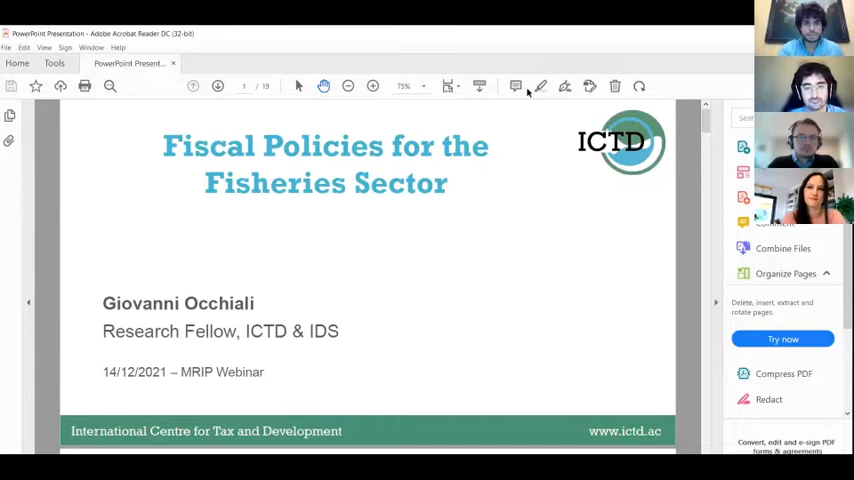 PowerPoint Presentation - Adobe Acrobat Reader DC (32-bit)
File Edit View Sign Window Help
Home Tools PowerPoint Present... ×
1 / 19 75%
Fiscal Policies for the
Fisheries Sector
ICTD
Giovanni Occhiali
Research Fellow, ICTD & IDS
14/12/2021 – MRIP Webinar
International Centre for Tax and Development www.ictd.ac
Combine Files
Organize Pages
Delete, insert, extract and
rotate pages.
Try now
Compress PDF
Redact
Convert, edit and e-sign PDF
forms & agreements